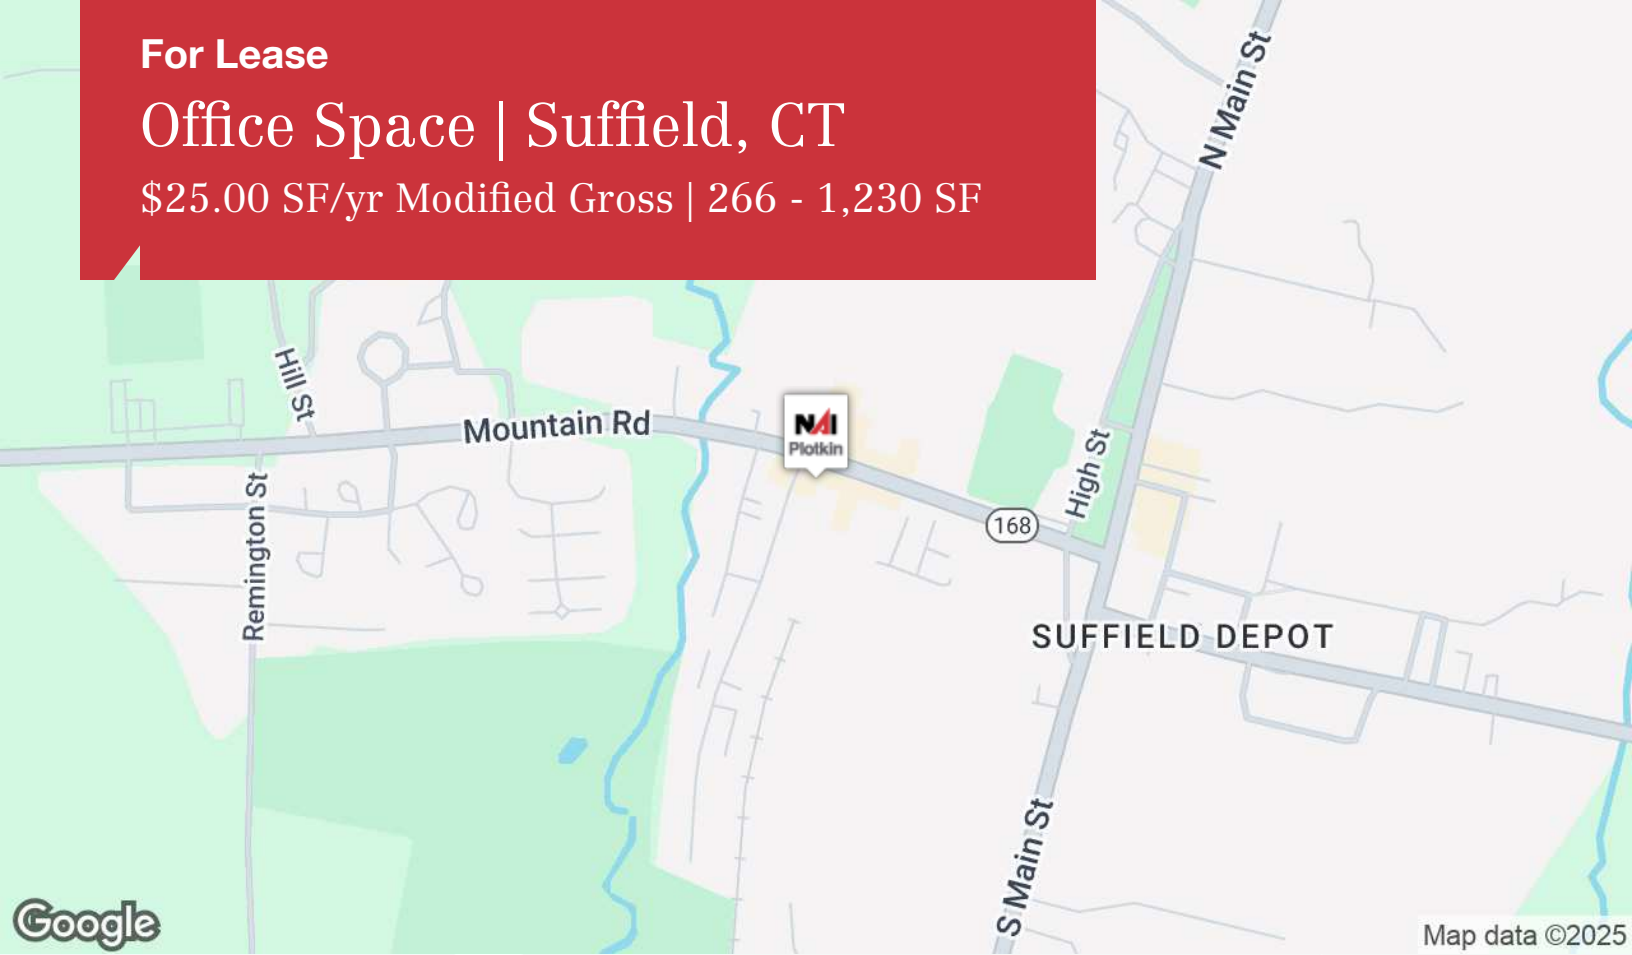 For Lease
Office Space | Suffield, CT
$25.00 SF/yr Modified Gross | 266 - 1,230 SF
N Main St
Hill St
Mountain Rd
NAI
Plotkin
High St
168
Remington St
SUFFIELD DEPOT
S Main St
Google
Map data ©2025